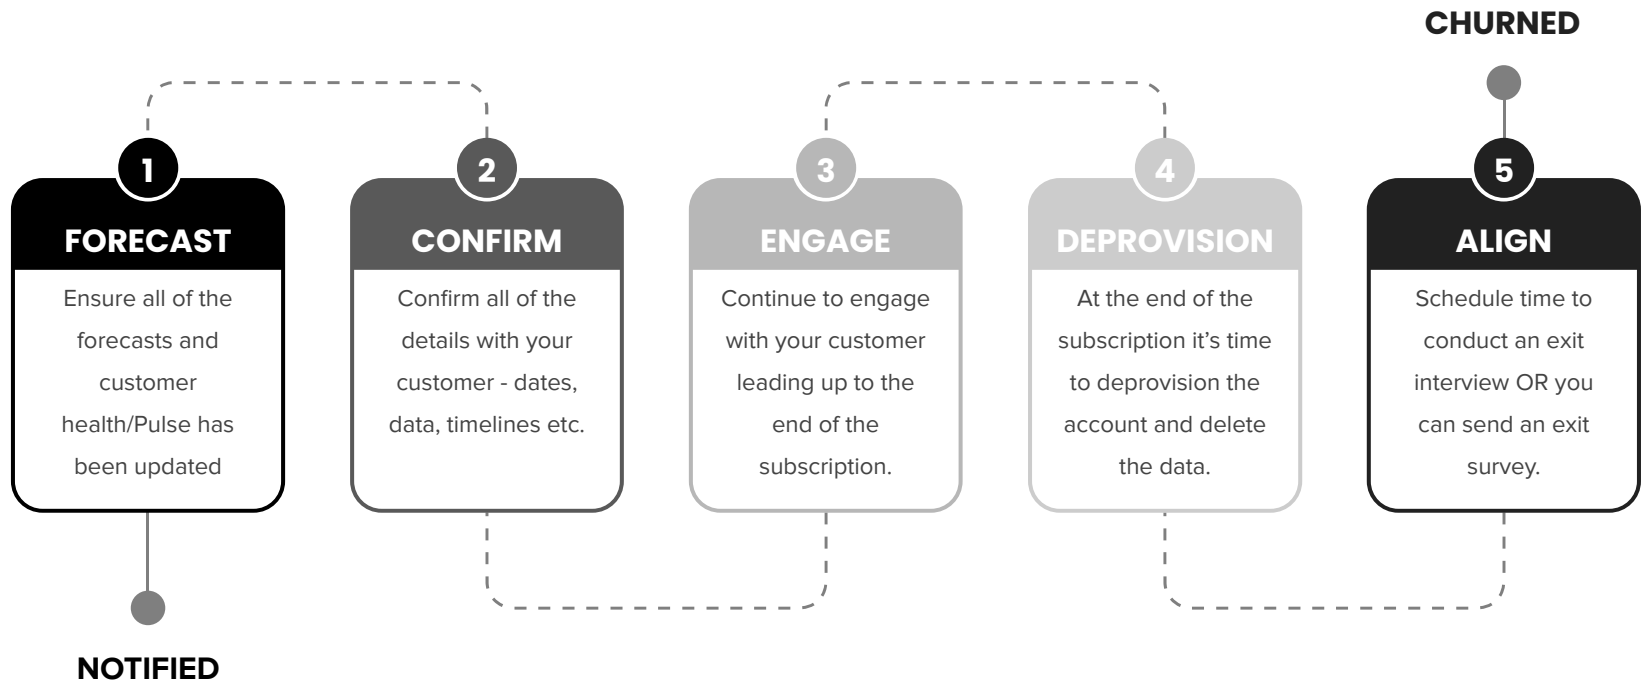 CHURNED
1
FORECAST
Ensure all of the
forecasts and
customer
health/Pulse has
been updated
NOTIFIED
2
CONFIRM
Confirm all of the
details with your
customer - dates,
data, timelines etc.
3
ENGAGE
Continue to engage
with your customer
leading up to the
end of the
subscription.
4
DEPROVISION
At the end of the
subscription it’s time
to deprovision the
account and delete
the data.
5
ALIGN
Schedule time to
conduct an exit
interview OR you
can send an exit
survey.